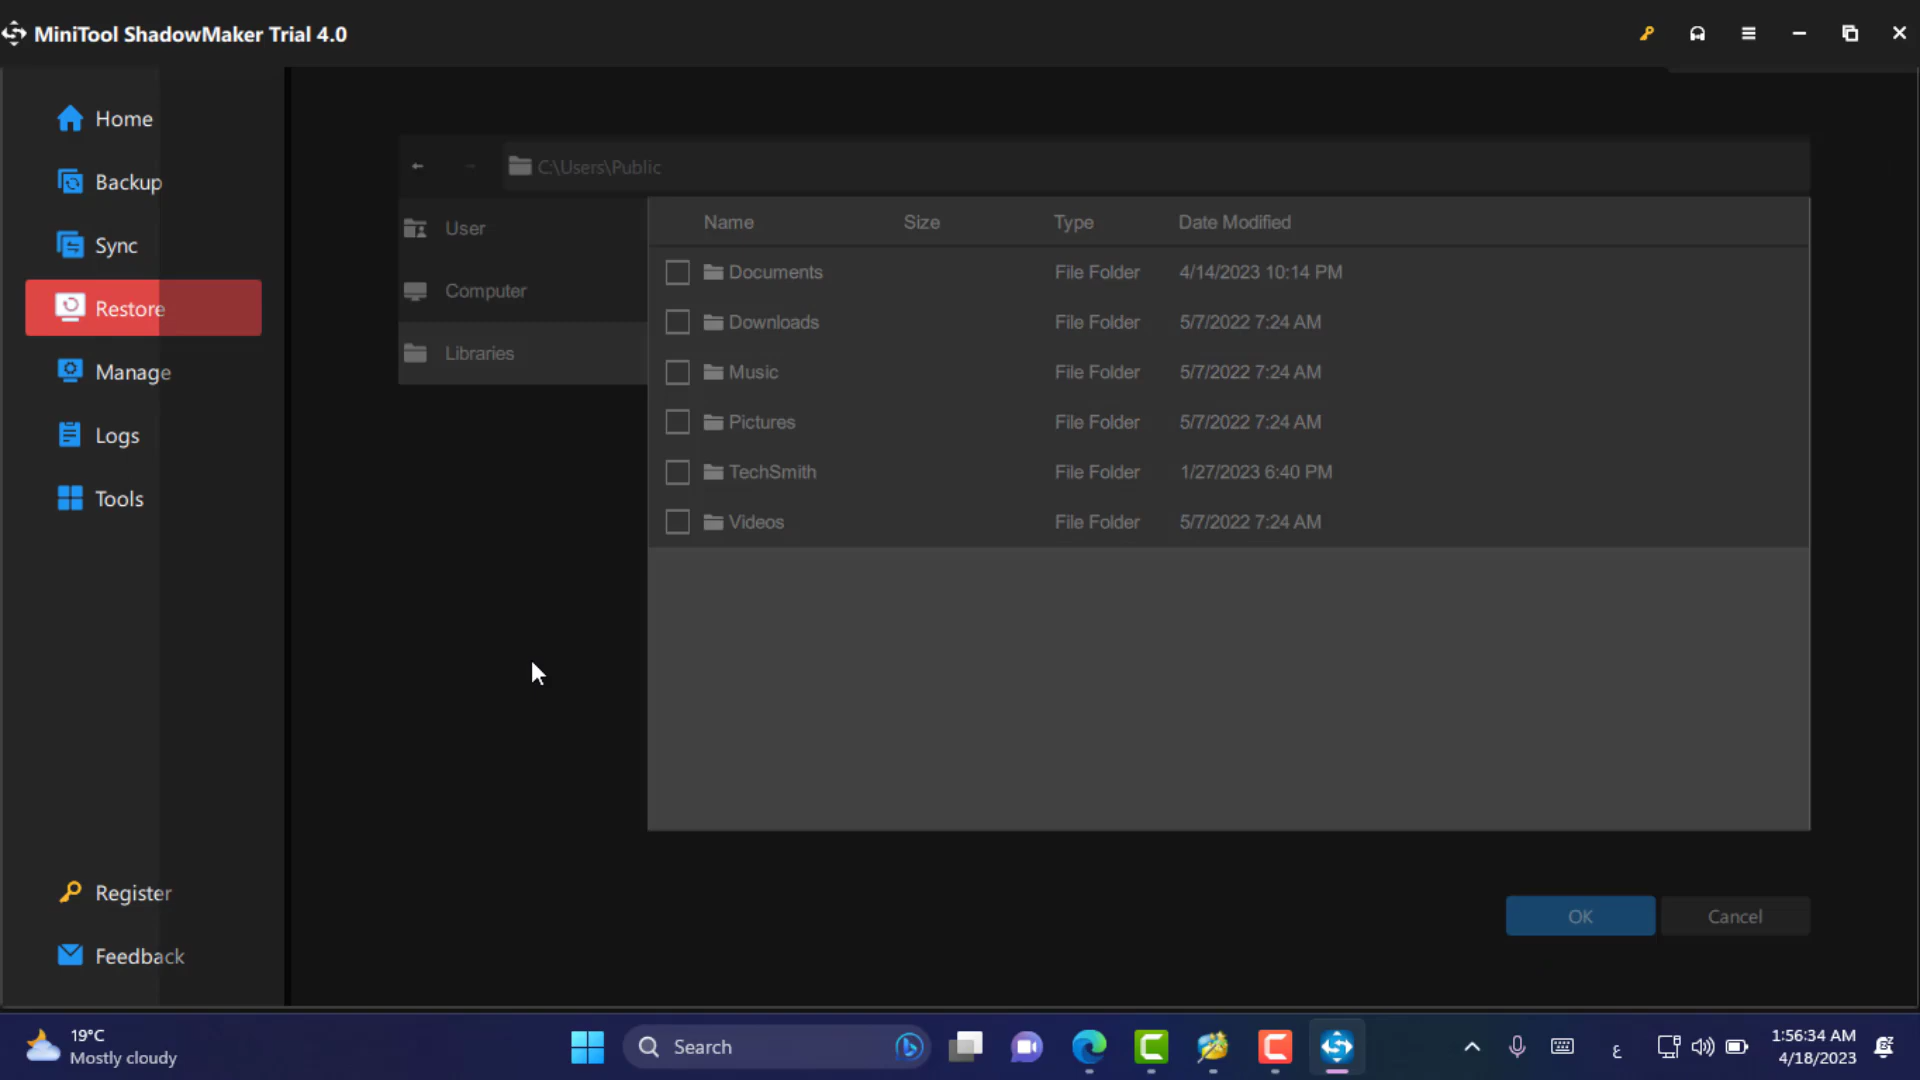 MiniTool ShadowMaker Trial 4.0
Home
Backup
Sync
Restore
Manage
Logs
Tools
Register
Feedback
C:\Users\Public
User
Computer
Libraries
Name Size Type Date Modified
Documents File Folder 4/14/2023 10:14 PM
Downloads File Folder 5/7/2022 7:24 AM
Music File Folder 5/7/2022 7:24 AM
Pictures File Folder 5/7/2022 7:24 AM
TechSmith File Folder 1/27/2023 6:40 PM
Videos File Folder 5/7/2022 7:24 AM
OK Cancel
19°C
Mostly cloudy
Search
ع
1:56:34 AM
4/18/2023